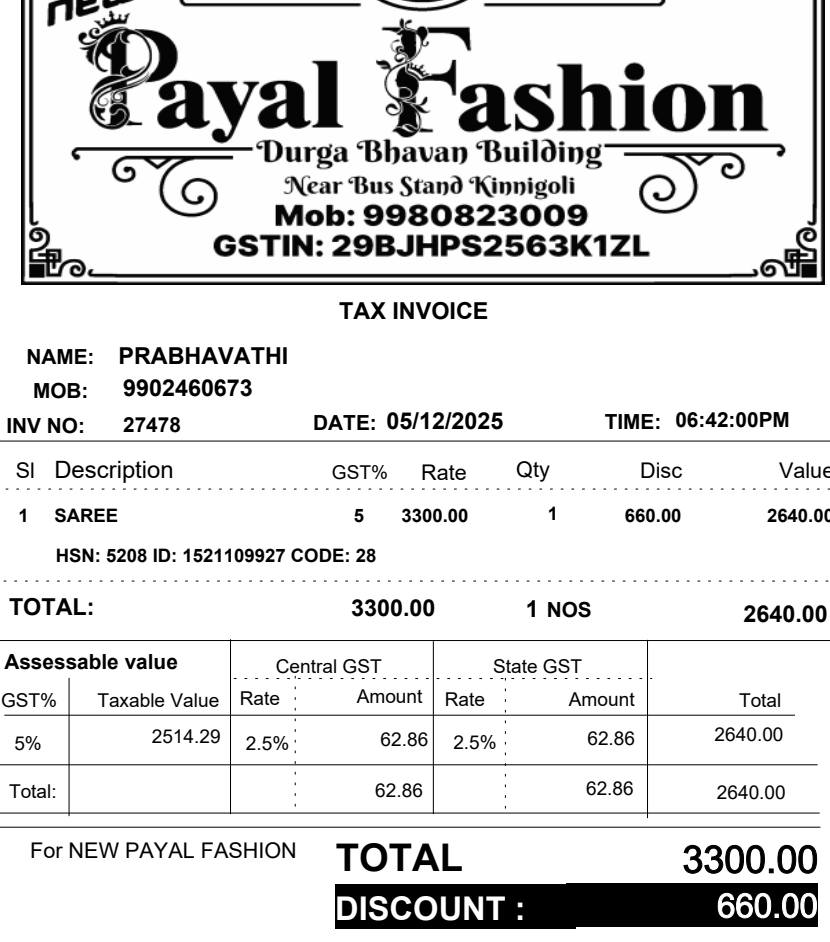 new
Payal Fashion
Durga Bhavan Building
Near Bus Stand Kinnigoli
Mob: 9980823009
GSTIN: 29BJHPS2563K1ZL
TAX INVOICE
NAME: PRABHAVATHI
MOB: 9902460673
INV NO: 27478 DATE: 05/12/2025 TIME: 06:42:00PM
Sl Description GST% Rate Qty Disc Value
1 SAREE 5 3300.00 1 660.00 2640.00
HSN: 5208 ID: 1521109927 CODE: 28
TOTAL: 3300.00 1 NOS 2640.00
Assessable value Central GST State GST
GST% Taxable Value Rate Amount Rate Amount Total
5% 2514.29 2.5% 62.86 2.5% 62.86 2640.00
Total: 62.86 62.86 2640.00
For NEW PAYAL FASHION TOTAL 3300.00
DISCOUNT : 660.00